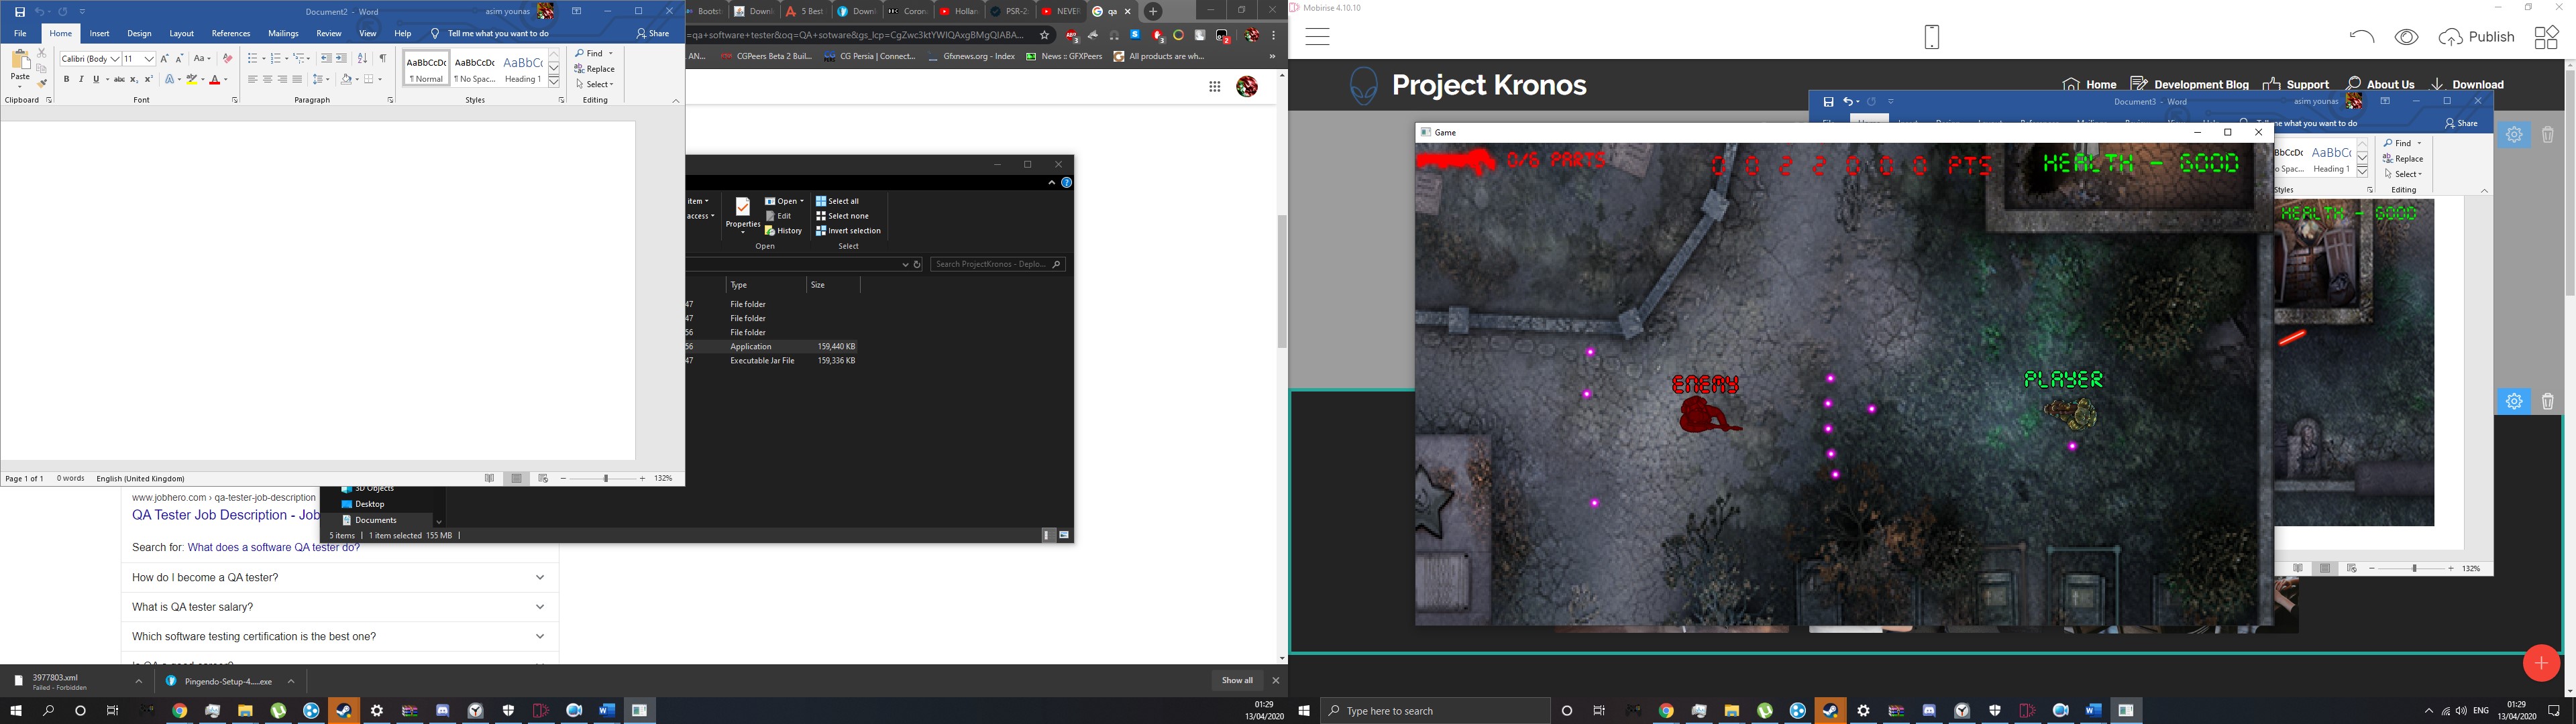 Document2 - Word
asim younas
File Home Insert Design Layout References Mailings Review View Help Tell me what you want to do Share
Paste
Calibri (Body 11
Find
Replace
Select
AaBbCcDc AaBbCcDc AaBbCc
¶ Normal ¶ No Spac... Heading 1
Clipboard Font Paragraph Styles Editing
Page 1 of 1 0 words English (United Kingdom) 132%
Bootst Downl 5 Best Downl Coron Hollan PSR-2 NEVER qa
=qa+software+tester&oq=QA+sotware&gs_lcp=CgZwc3ktYWIQAxgBMgQIABA...
AN... CGPeers Beta 2 Buil... CG Persia | Connect... Gfxnews.org - Index News :: GFXPeers All products are wh...
item
access
Properties
Open
Edit
History
Select all
Select none
Invert selection
Open Select
Search ProjectKronos - Deplo...
Type Size
47 File folder
47 File folder
56 File folder
56 Application 159,440 KB
47 Executable Jar File 159,336 KB
3D Objects
Desktop
Documents
5 items 1 item selected 155 MB
www.jobhero.com › qa-tester-job-description
QA Tester Job Description - Job
Search for: What does a software QA tester do?
How do I become a QA tester?
What is QA tester salary?
Which software testing certification is the best one?
3977803.xml
Failed - Forbidden
Pingendo-Setup-4....exe
Show all
01:29
13/04/2020
Mobirise 4.10.10
Publish
Project Kronos
Home Development Blog Support About Us Download
Document3 - Word
asim younas
me what you want to do Share
Find
Replace
Select
BbCcDc AaBbCc
o Spac... Heading 1
Styles Editing
HEALTH - GOOD
132%
Game
0/6 PARTS
0 0 2 2 0 0 0 PTS
HEALTH - GOOD
ENEMY
PLAYER
Type here to search
ENG
01:29
13/04/2020